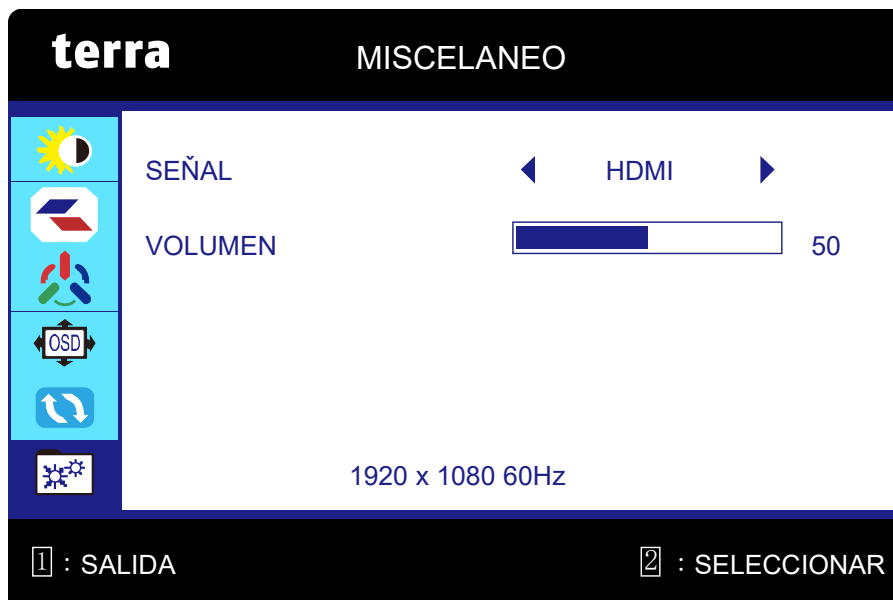 terra
MISCELANEO
SEŇAL
HDMI
VOLUMEN
50
OSD
1920 x 1080 60Hz
1 : SALIDA
2 : SELECCIONAR